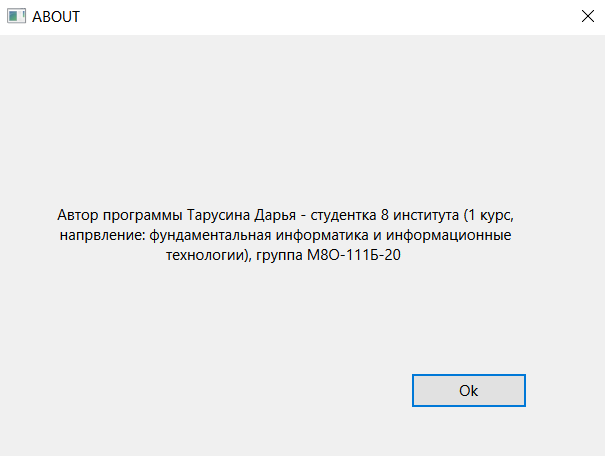 ABOUT
Автор программы Тарусина Дарья - студентка 8 института (1 курс,
напрвление: фундаментальная информатика и информационные
технологии), группа М8О-111Б-20
Ok